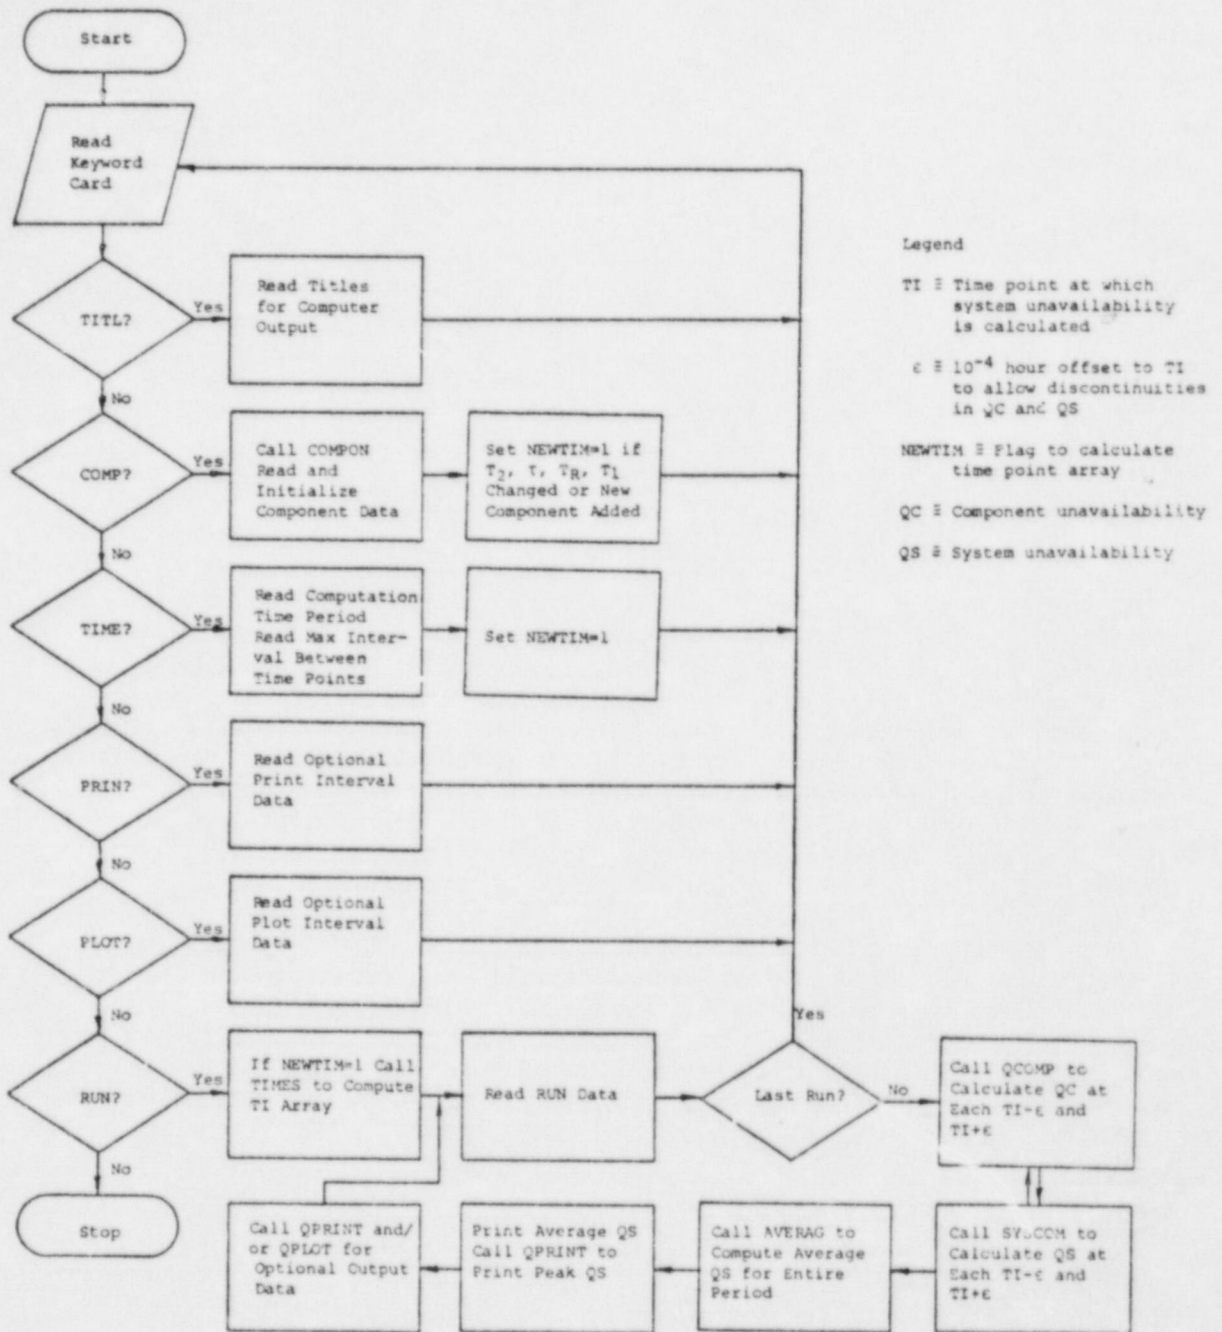 Start
Read
Keyword
Card
TITL?
Yes
Read Titles
for Computer
Output
No
COMP?
Yes
Call COMPON
Read and
Initialize
Component Data
Set NEWTIM=1 if
T2, τ, TR, T1
Changed or New
Component Added
No
TIME?
Yes
Read Computation
Time Period
Read Max Inter-
val Between
Time Points
Set NEWTIM=1
No
PRIN?
Yes
Read Optional
Print Interval
Data
No
PLOT?
Yes
Read Optional
Plot Interval
Data
No
RUN?
Yes
If NEWTIM=1 Call
TIMES to Compute
TI Array
Read RUN Data
Last Run?
Yes
No
Call QCOMP to
Calculate QC at
Each TI-ε and
TI+ε
No
Stop
Call QPRINT and/
or QPLOT for
Optional Output
Data
Print Average QS
Call QPRINT to
Print Peak QS
Call AVERAG to
Compute Average
QS for Entire
Period
Call SYSCOM to
Calculate QS at
Each TI-ε and
TI+ε
Legend
TI ≡ Time point at which
system unavailability
is calculated
ε ≡ 10⁻⁴ hour offset to TI
to allow discontinuities
in QC and QS
NEWTIM ≡ Flag to calculate
time point array
QC ≡ Component unavailability
QS ≡ System unavailability